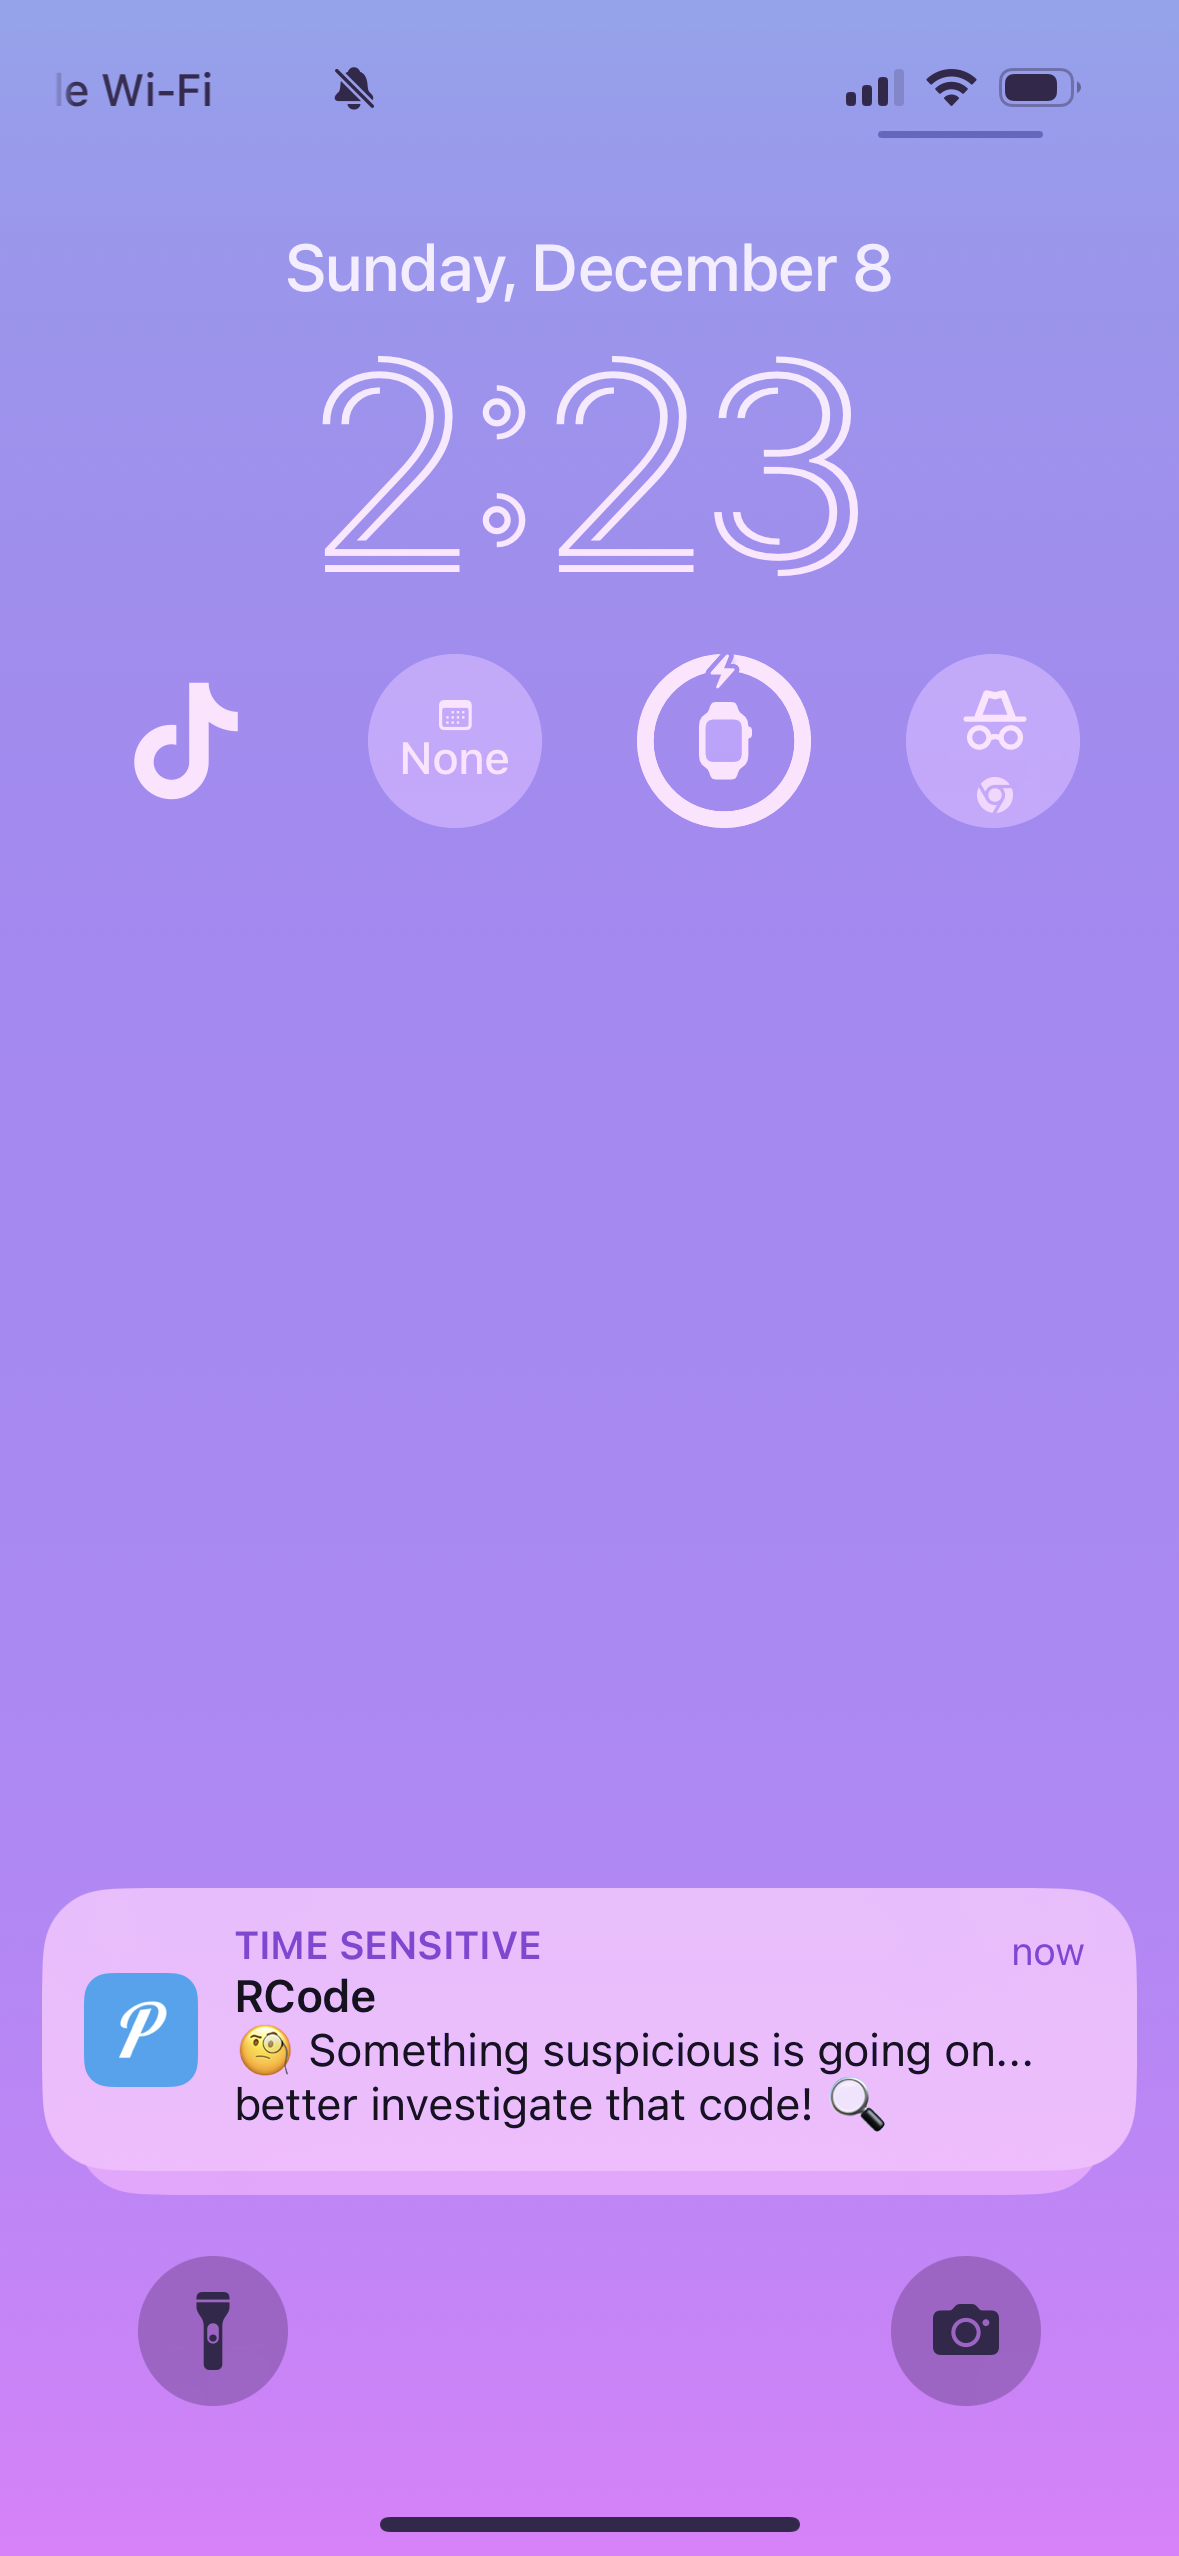 le Wi-Fi
Sunday, December 8
2:23
None
TIME SENSITIVE
now
RCode
🧐 Something suspicious is going on...
better investigate that code! 🔍